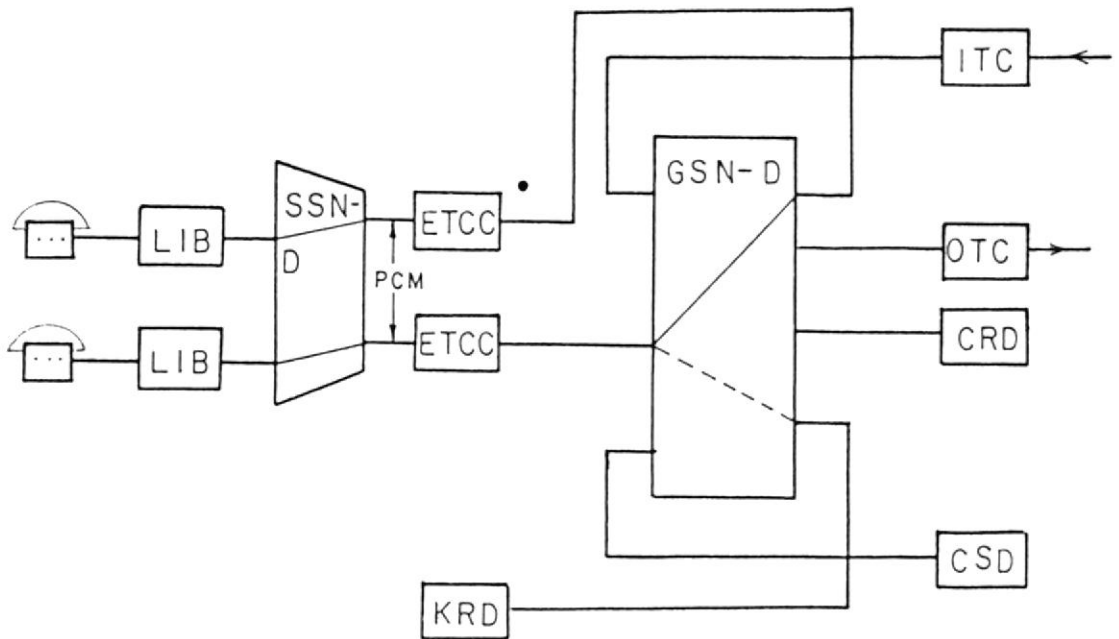 ITC
GSN-D
SSN-
D
ETCC
LIB
OTC
PCM
LIB
ETCC
CRD
CSD
KRD